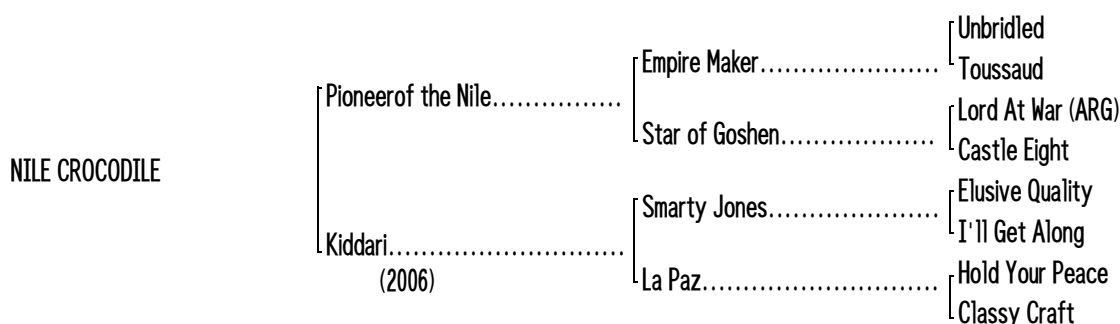 Unbridled
Empire Maker
Toussaud
Pioneerof the Nile
Lord At War (ARG)
Star of Goshen
Castle Eight
NILE CROCODILE
Elusive Quality
Smarty Jones
I'll Get Along
Kiddari
Hold Your Peace
(2006)
La Paz
Classy Craft